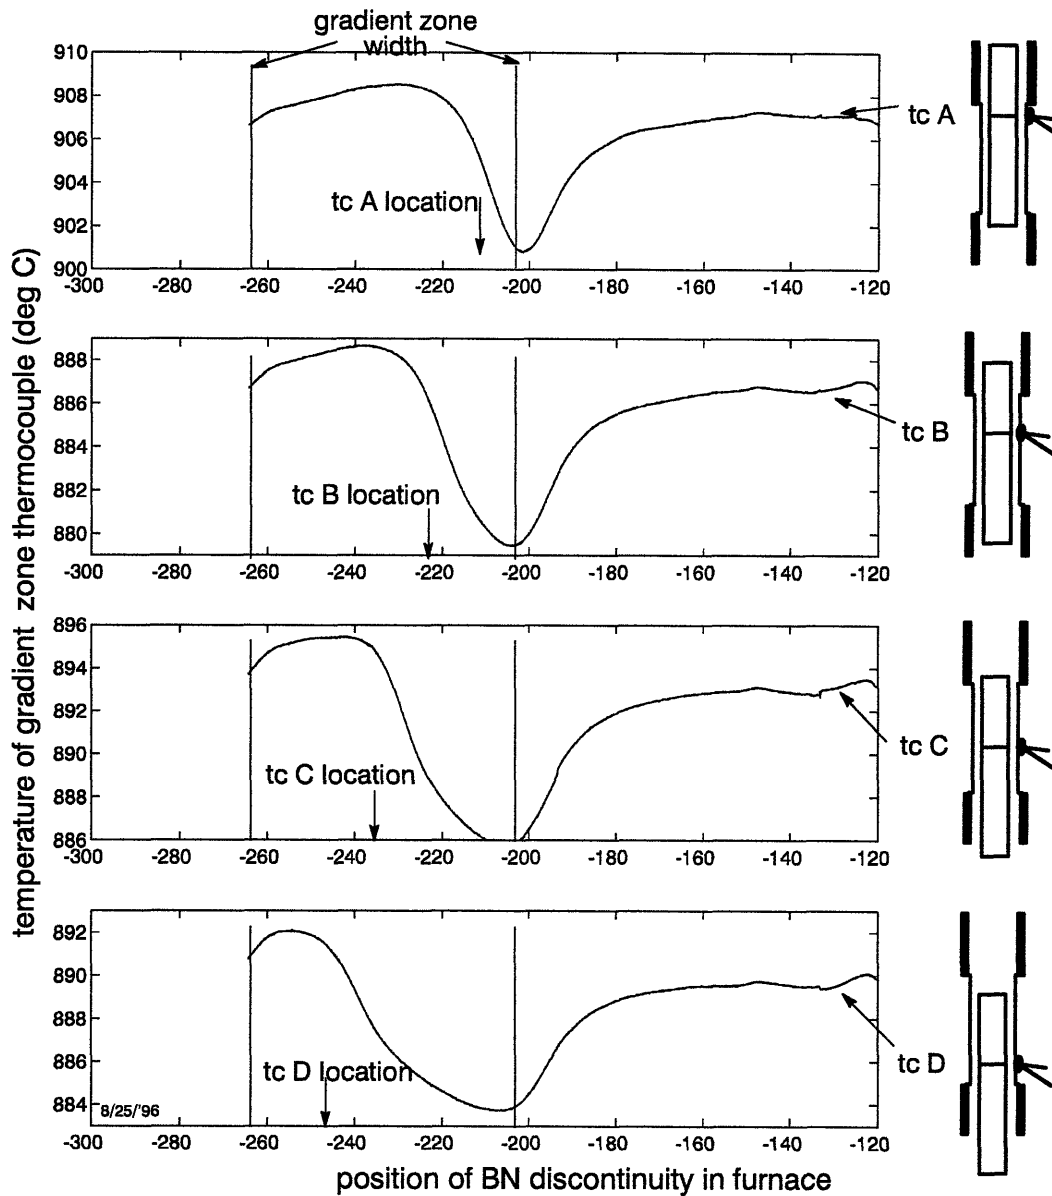 gradient zone
width
910
908
906
904
902
900
tc A
tc A location
-300 -280 -260 -240 -220 -200 -180 -160 -140 -120
888
886
884
882
880
tc B
tc B location
-300 -280 -260 -240 -220 -200 -180 -160 -140 -120
896
894
892
890
888
886
tc C
tc C location
-300 -280 -260 -240 -220 -200 -180 -160 -140 -120
892
890
888
886
884
tc D
tc D location
8/25/'96
-300 -280 -260 -240 -220 -200 -180 -160 -140 -120
position of BN discontinuity in furnace
temperature of gradient zone thermocouple (deg C)